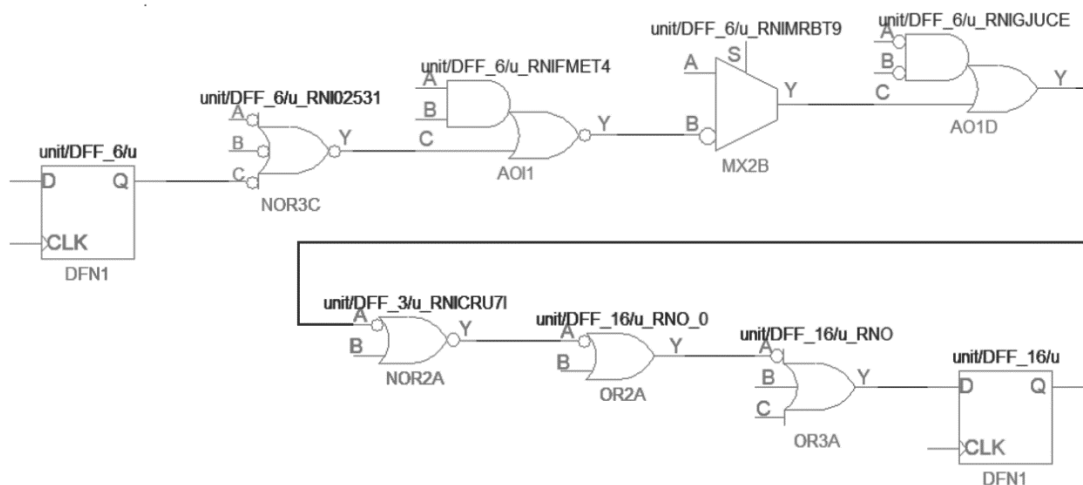 unit/DFF_6/u_RNIGJUCE
unit/DFF_6/u_RNIMRBT9
unit/DFF_6/u_RNIFMET4
unit/DFF_6/u_RNI02531
unit/DFF_6/u
A
B
C
Y
NOR3C
A
B
C
Y
AOI1
A
S
B
Y
MX2B
A
B
C
Y
AO1D
D
Q
CLK
DFN1
unit/DFF_3/u_RNICRU7I
A
B
Y
NOR2A
unit/DFF_16/u_RNO_0
A
B
Y
OR2A
unit/DFF_16/u_RNO
A
B
C
Y
OR3A
unit/DFF_16/u
D
Q
CLK
DFN1